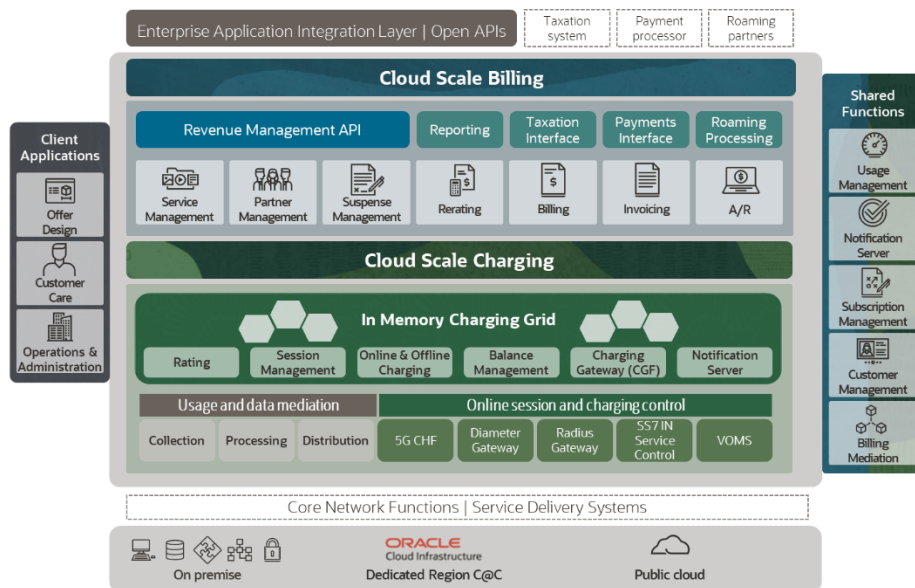 Enterprise Application Integration Layer | Open APIs
Taxation
system
Payment
processor
Roaming
partners
Cloud Scale Billing
Revenue Management API
Reporting
Taxation
Interface
Payments
Interface
Roaming
Processing
Service
Management
Partner
Management
Suspense
Management
Rerating
Billing
Invoicing
A/R
Client
Applications
Offer
Design
Customer
Care
Operations &
Administration
Cloud Scale Charging
In Memory Charging Grid
Rating
Session
Management
Online & Offline
Charging
Balance
Management
Charging
Gateway (CGF)
Notification
Server
Usage and data mediation
Online session and charging control
Collection
Processing
Distribution
5G CHF
Diameter
Gateway
Radius
Gateway
SS7 IN
Service
Control
VOMS
Shared
Functions
Usage
Management
Notification
Server
Subscription
Management
Customer
Management
Billing
Mediation
Core Network Functions | Service Delivery Systems
On premise
ORACLE
Cloud Infrastructure
Dedicated Region C@C
Public cloud